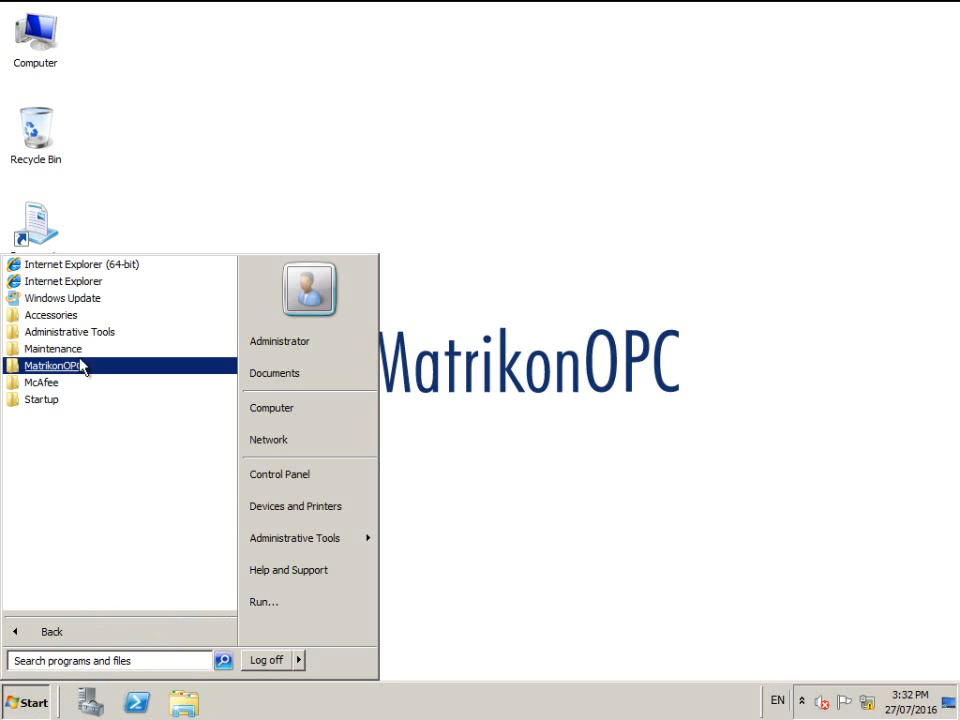 Computer
Recycle Bin
Internet Explorer (64-bit)
Internet Explorer
Windows Update
Accessories
Administrative Tools
Maintenance
MatrikonOPC
McAfee
Startup
Back
Search programs and files
Administrator
Documents
Computer
Network
Control Panel
Devices and Printers
Administrative Tools
Help and Support
Run...
Log off
MatrikonOPC
Start
EN
3:32 PM
27/07/2016